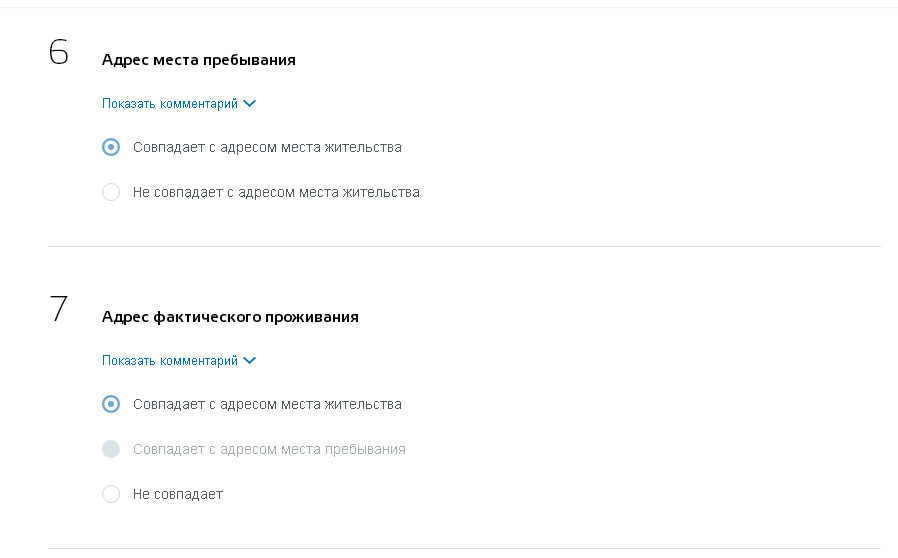 6
Адрес места пребывания
Показать комментарий
Совпадает с адресом места жительства
Не совпадает с адресом места жительства
7
Адрес фактического проживания
Показать комментарий
Совпадает с адресом места жительства
Совпадает с адресом места пребывания
Не совпадает